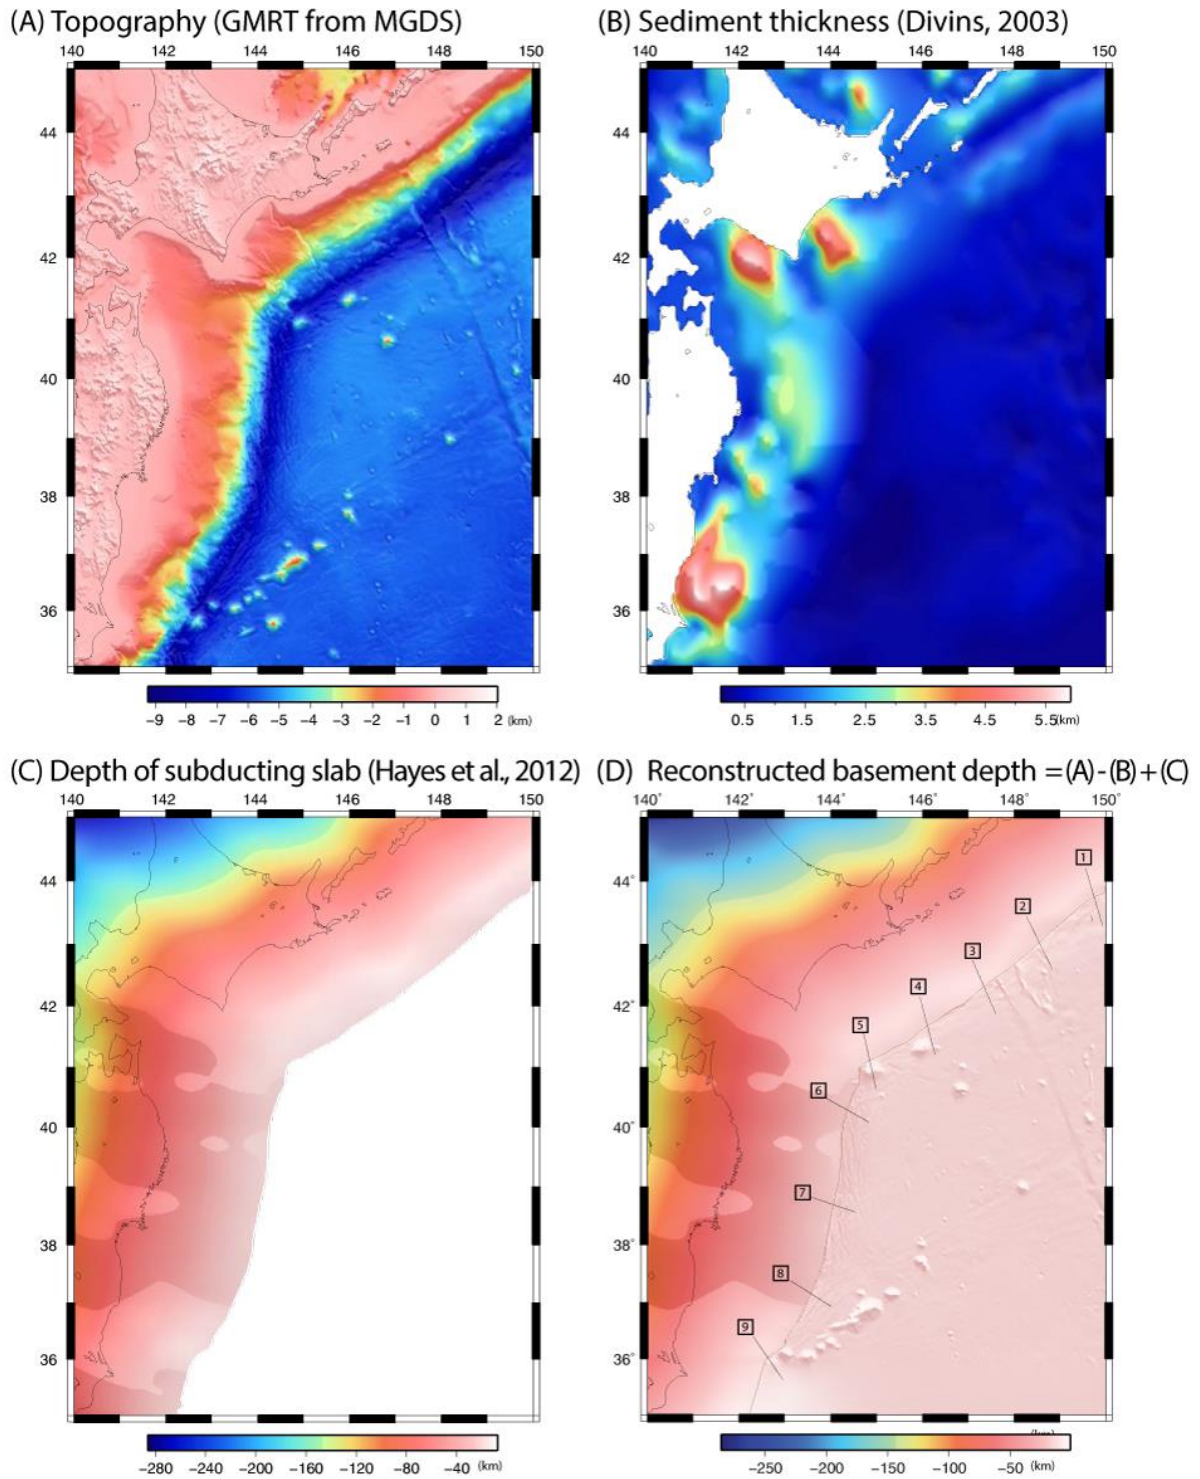 (A) Topography (GMRT from MGDS)
140 142 144 146 148 150
44
42
40
38
36
−9 −8 −7 −6 −5 −4 −3 −2 −1 0 1 2 (km)
(B) Sediment thickness (Divins, 2003)
140 142 144 146 148 150
44
42
40
38
36
0.5 1.5 2.5 3.5 4.5 5.5(km)
(C) Depth of subducting slab (Hayes et al., 2012)
140 142 144 146 148 150
44
42
40
38
36
−280 −240 −200 −160 −120 −80 −40 (km)
(D) Reconstructed basement depth =(A)-(B)+(C)
140˚ 142˚ 144˚ 146˚ 148˚ 150˚
44˚
42˚
40˚
38˚
36˚
1
2
3
4
5
6
7
8
9
−250 −200 −150 −100 −50 (km)